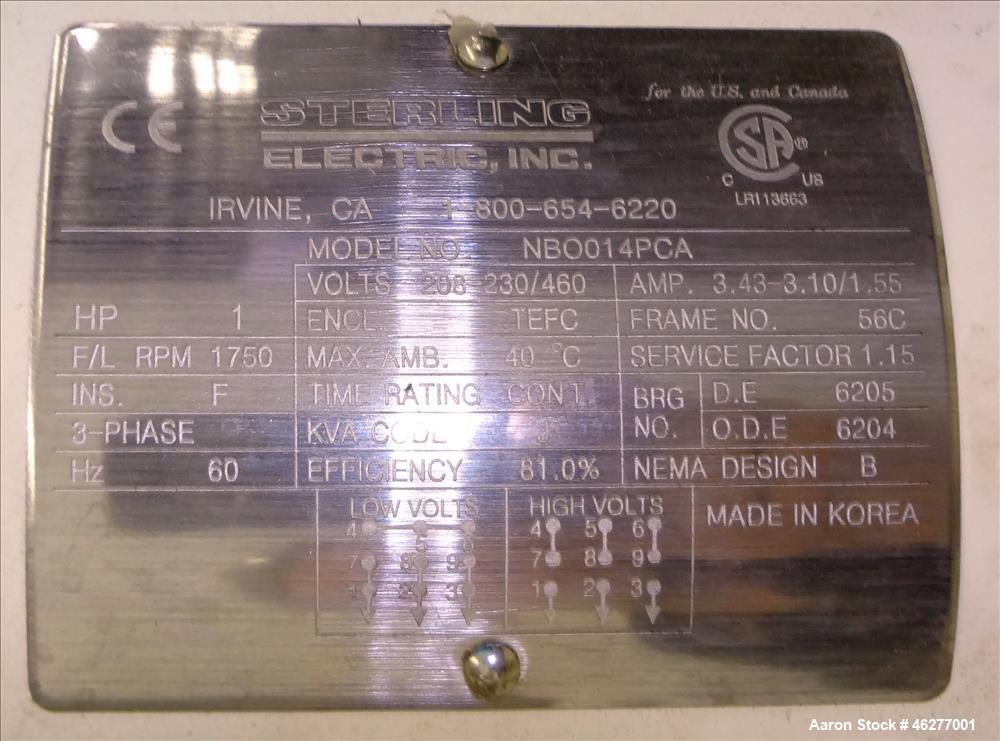 for the U.S. and Canada
CE STERLING
ELECTRIC, INC.
CSA ®
C US
LR113663
IRVINE, CA 1-800-654-6220
MODEL NO. NBO014PCA
VOLTS 208-230/460 AMP. 3.43-3.10/1.55
HP 1 ENCL. TEFC FRAME NO. 56C
F/L RPM 1750 MAX. AMB. 40 °C SERVICE FACTOR 1.15
INS. F TIME RATING CONT. BRG D.E 6205
3-PHASE KVA CODE J NO. O.D.E 6204
Hz 60 EFFICIENCY 81.0% NEMA DESIGN B
LOW VOLTS HIGH VOLTS MADE IN KOREA
4 5 6 4 5 6
7 8 9 7 8 9
1 2 3 1 2 3
Aaron Stock # 46277001